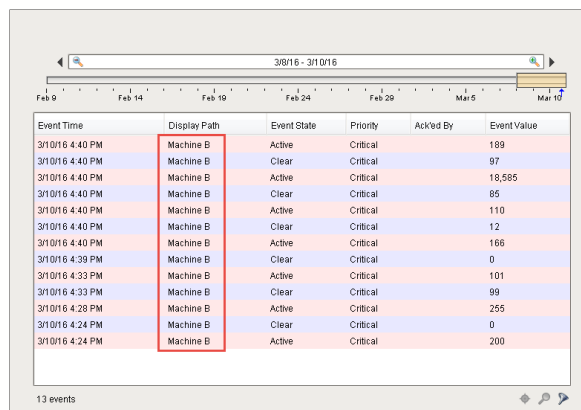 3/8/16 - 3/10/16
Feb 9 Feb 14 Feb 19 Feb 24 Feb 29 Mar 5 Mar 10
Event Time Display Path Event State Priority Ack'ed By Event Value
3/10/16 4:40 PM Machine B Active Critical 189
3/10/16 4:40 PM Machine B Clear Critical 97
3/10/16 4:40 PM Machine B Active Critical 18,585
3/10/16 4:40 PM Machine B Clear Critical 85
3/10/16 4:40 PM Machine B Active Critical 110
3/10/16 4:40 PM Machine B Clear Critical 12
3/10/16 4:40 PM Machine B Active Critical 166
3/10/16 4:39 PM Machine B Clear Critical 0
3/10/16 4:33 PM Machine B Active Critical 101
3/10/16 4:33 PM Machine B Clear Critical 99
3/10/16 4:28 PM Machine B Active Critical 255
3/10/16 4:24 PM Machine B Clear Critical 0
3/10/16 4:24 PM Machine B Active Critical 200
13 events